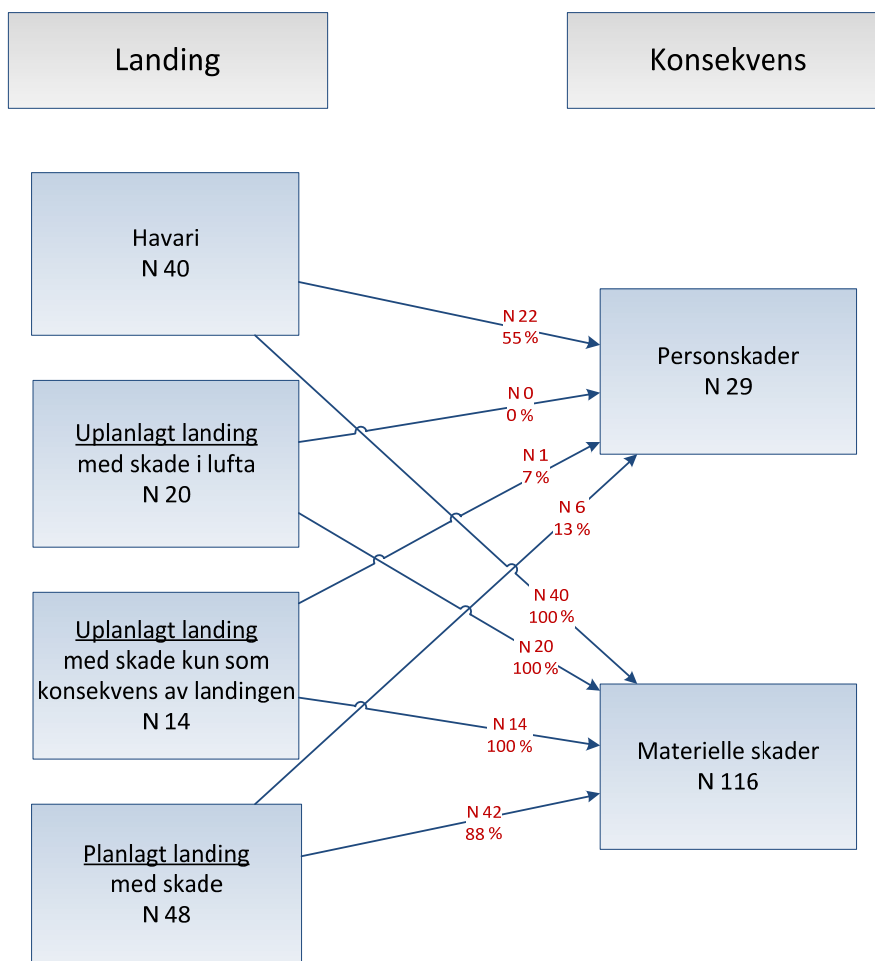 Landing
Konsekvens
Havari
N 40
N 22
55 %
Personskader
N 29
Uplanlagt landing
med skade i lufta
N 20
N 0
0 %
N 1
7 %
N 6
13 %
Uplanlagt landing
med skade kun som
konsekvens av landingen
N 14
N 40
100 %
N 20
100 %
N 14
100 %
Materielle skader
N 116
Planlagt landing
med skade
N 48
N 42
88 %